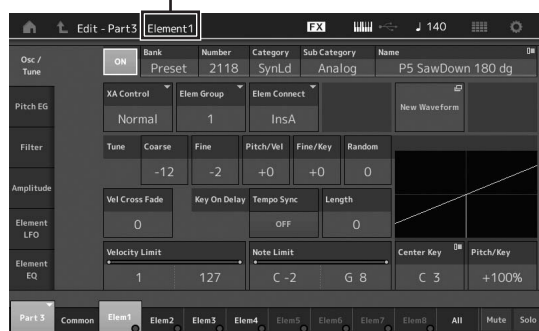 Edit - Part3 Element1 FX ♩ 140
Osc / Tune
Pitch EG
Filter
Amplitude
Element LFO
Element EQ
ON
Bank Number Category Sub Category Name
Preset 2118 SynLd Analog P5 SawDown 180 dg
XA Control Elem Group Elem Connect
Normal 1 InsA
New Waveform
Tune Coarse Fine Pitch/Vel Fine/Key Random
-12 -2 +0 +0 0
Vel Cross Fade Key On Delay Tempo Sync Length
0 OFF 0
Velocity Limit Note Limit Center Key Pitch/Key
1 127 C -2 G 8 C 3 +100%
Part 3 Common Elem1 Elem2 Elem3 Elem4 Elem5 Elem6 Elem7 Elem8 All Mute Solo